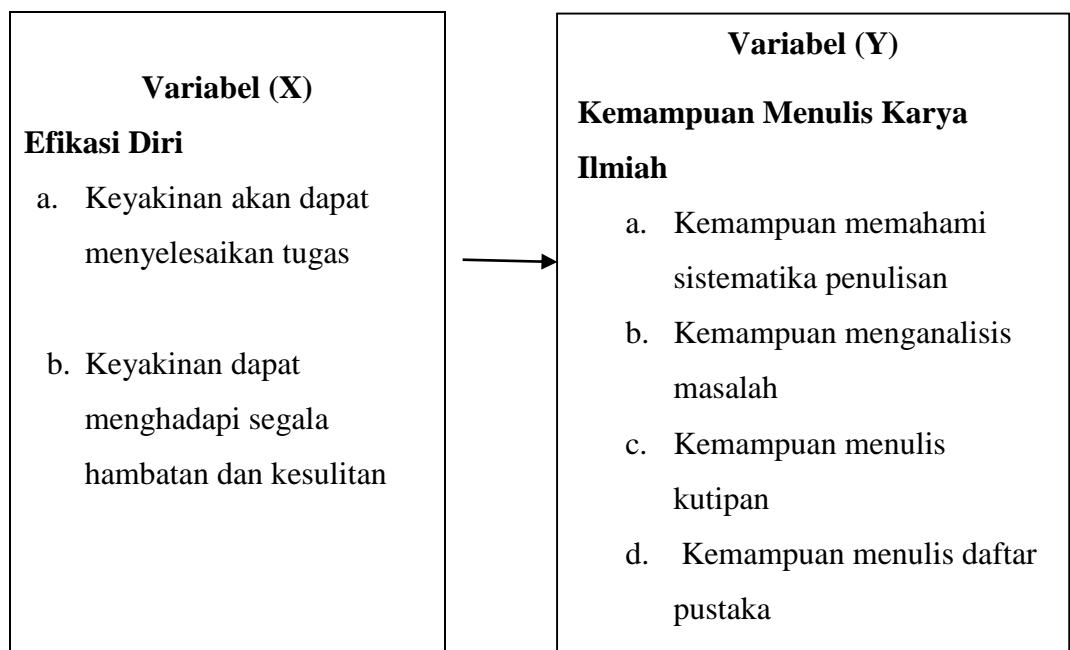 Variabel (X)
Efikasi Diri
a. Keyakinan akan dapat
menyelesaikan tugas
b. Keyakinan dapat
menghadapi segala
hambatan dan kesulitan
Variabel (Y)
Kemampuan Menulis Karya
Ilmiah
a. Kemampuan memahami
sistematika penulisan
b. Kemampuan menganalisis
masalah
c. Kemampuan menulis
kutipan
d. Kemampuan menulis daftar
pustaka